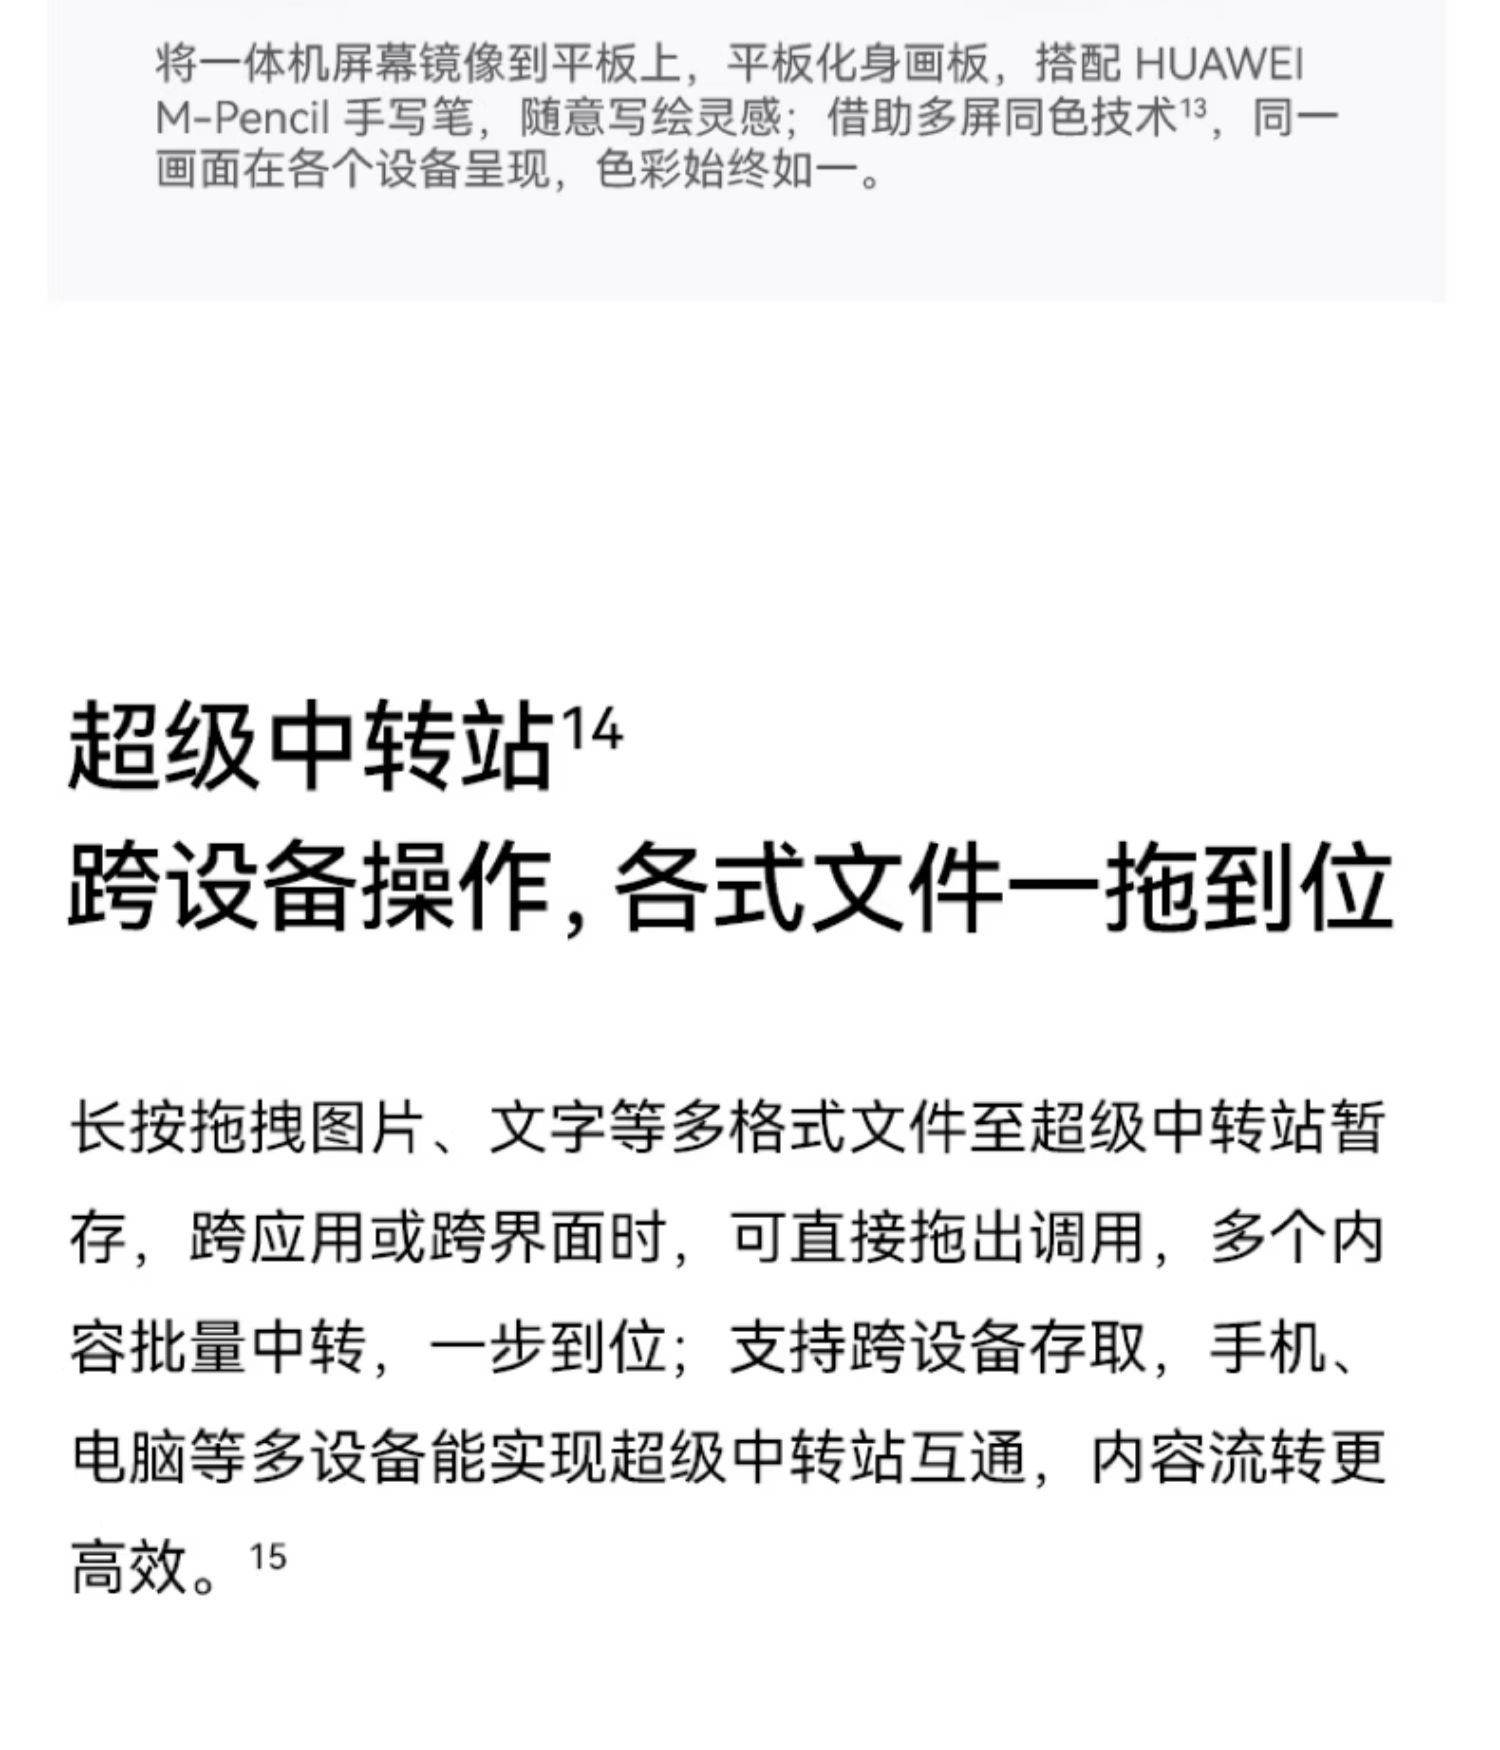 将一体机屏幕镜像到平板上，平板化身画板，搭配 HUAWEI
M-Pencil 手写笔，随意写绘灵感；借助多屏同色技术¹³，同一
画面在各个设备呈现，色彩始终如一。
超级中转站¹⁴
跨设备操作，各式文件一拖到位
长按拖拽图片、文字等多格式文件至超级中转站暂
存，跨应用或跨界面时，可直接拖出调用，多个内
容批量中转，一步到位；支持跨设备存取，手机、
电脑等多设备能实现超级中转站互通，内容流转更
高效。¹⁵